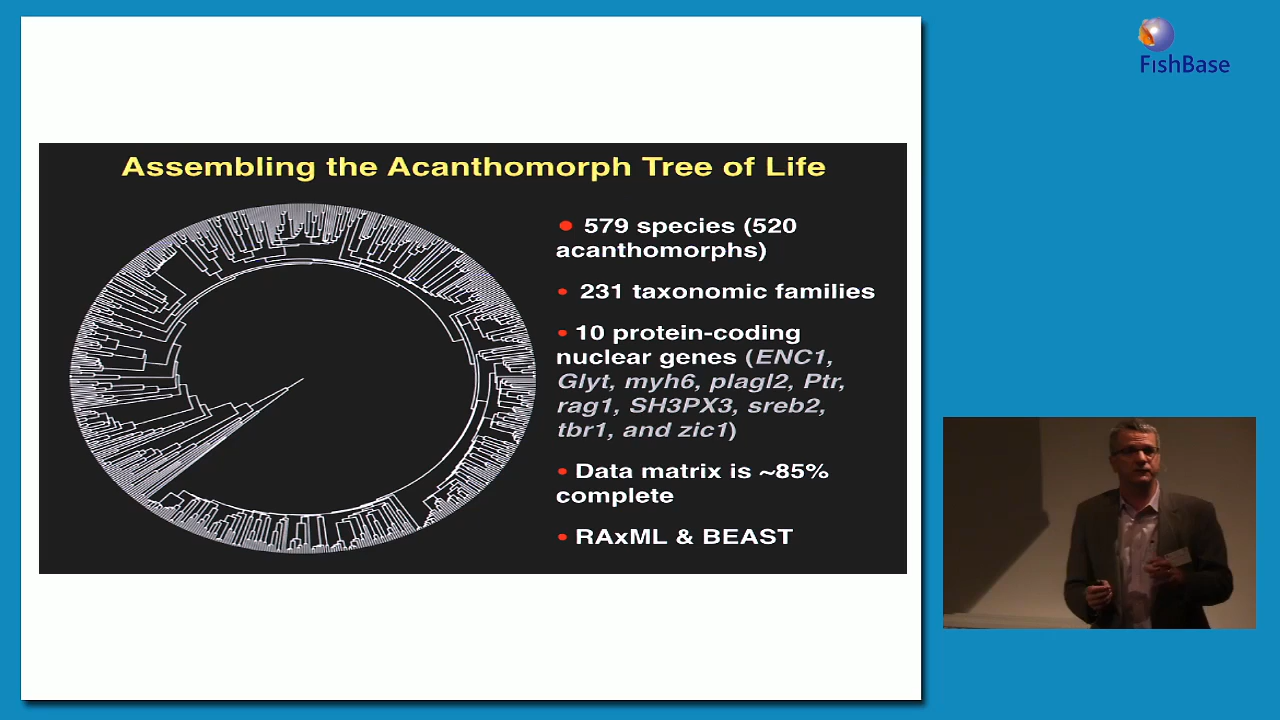 FishBase
Assembling the Acanthomorph Tree of Life
• 579 species (520
acanthomorphs)
• 231 taxonomic families
• 10 protein-coding
nuclear genes (ENC1,
Glyt, myh6, plagl2, Ptr,
rag1, SH3PX3, sreb2,
tbr1, and zic1)
• Data matrix is ~85%
complete
• RAxML & BEAST